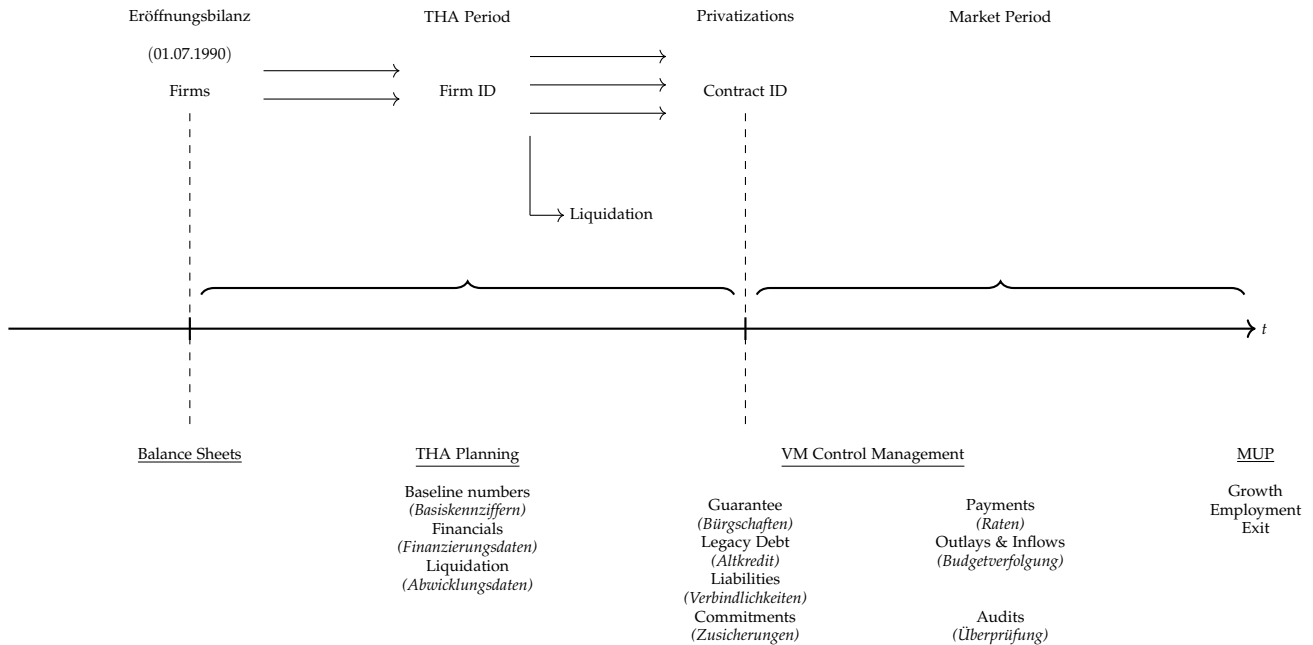 Eröffnungsbilanz
THA Period
Privatizations
Market Period
(01.07.1990)
Firms
Firm ID
Contract ID
Liquidation
t
Balance Sheets
THA Planning
Baseline numbers
(Basiskennziffern)
Financials
(Finanzierungsdaten)
Liquidation
(Abwicklungsdaten)
VM Control Management
Guarantee
(Bürgschaften)
Legacy Debt
(Altkredit)
Liabilities
(Verbindlichkeiten)
Commitments
(Zusicherungen)
Payments
(Raten)
Outlays & Inflows
(Budgetverfolgung)
Audits
(Überprüfung)
MUP
Growth
Employment
Exit